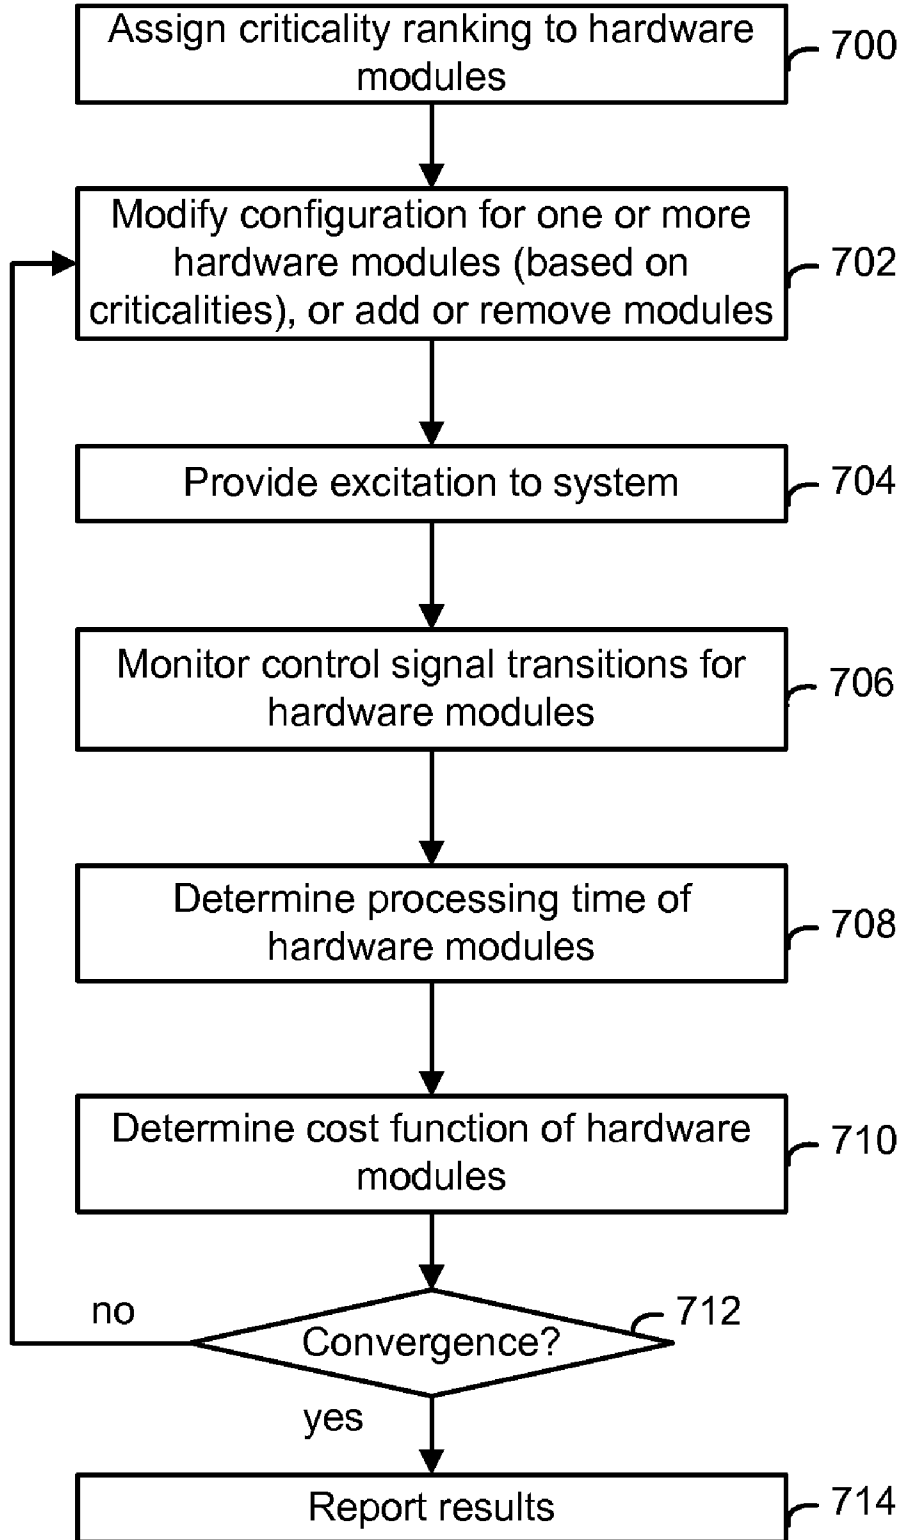 Assign criticality ranking to hardware
modules
700
Modify configuration for one or more
hardware modules (based on
criticalities), or add or remove modules
702
Provide excitation to system
704
Monitor control signal transitions for
hardware modules
706
Determine processing time of
hardware modules
708
Determine cost function of hardware
modules
710
no
Convergence?
712
yes
Report results
714